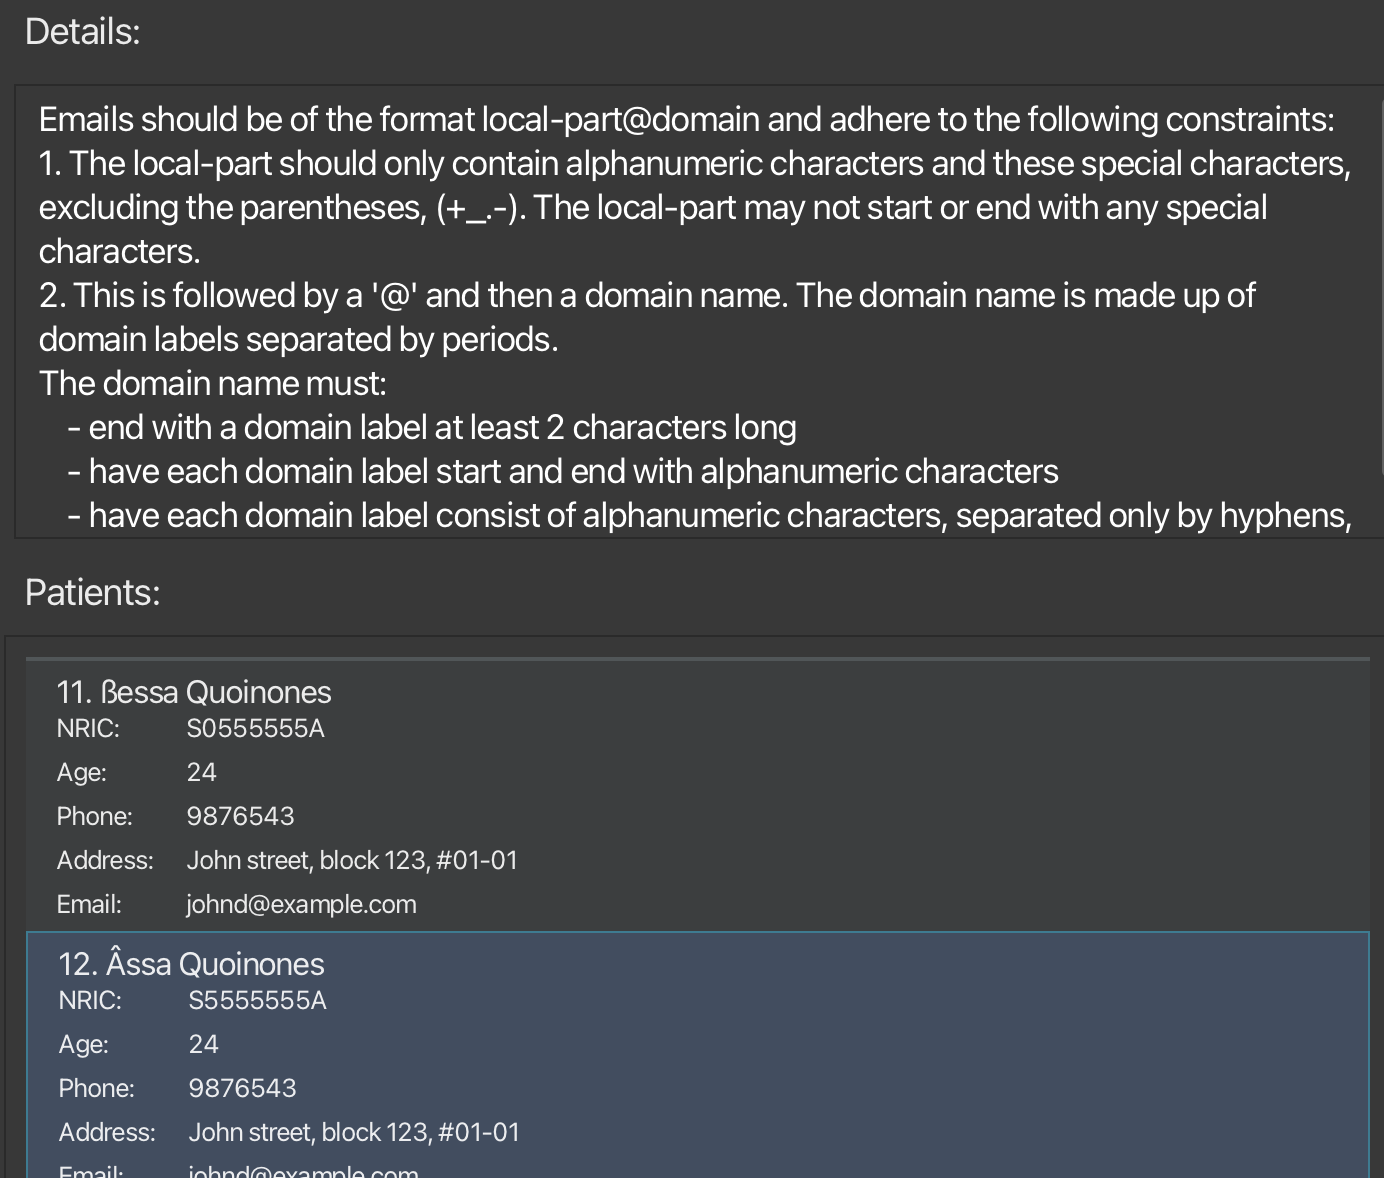 Details:
Emails should be of the format local-part@domain and adhere to the following constraints:
1. The local-part should only contain alphanumeric characters and these special characters,
excluding the parentheses, (+_.-). The local-part may not start or end with any special
characters.
2. This is followed by a '@' and then a domain name. The domain name is made up of
domain labels separated by periods.
The domain name must:
- end with a domain label at least 2 characters long
- have each domain label start and end with alphanumeric characters
- have each domain label consist of alphanumeric characters, separated only by hyphens,
Patients:
11. ßessa Quoinones
NRIC: S0555555A
Age: 24
Phone: 9876543
Address: John street, block 123, #01-01
Email: johnd@example.com
12. Âssa Quoinones
NRIC: S5555555A
Age: 24
Phone: 9876543
Address: John street, block 123, #01-01
Email: johnd@example.com